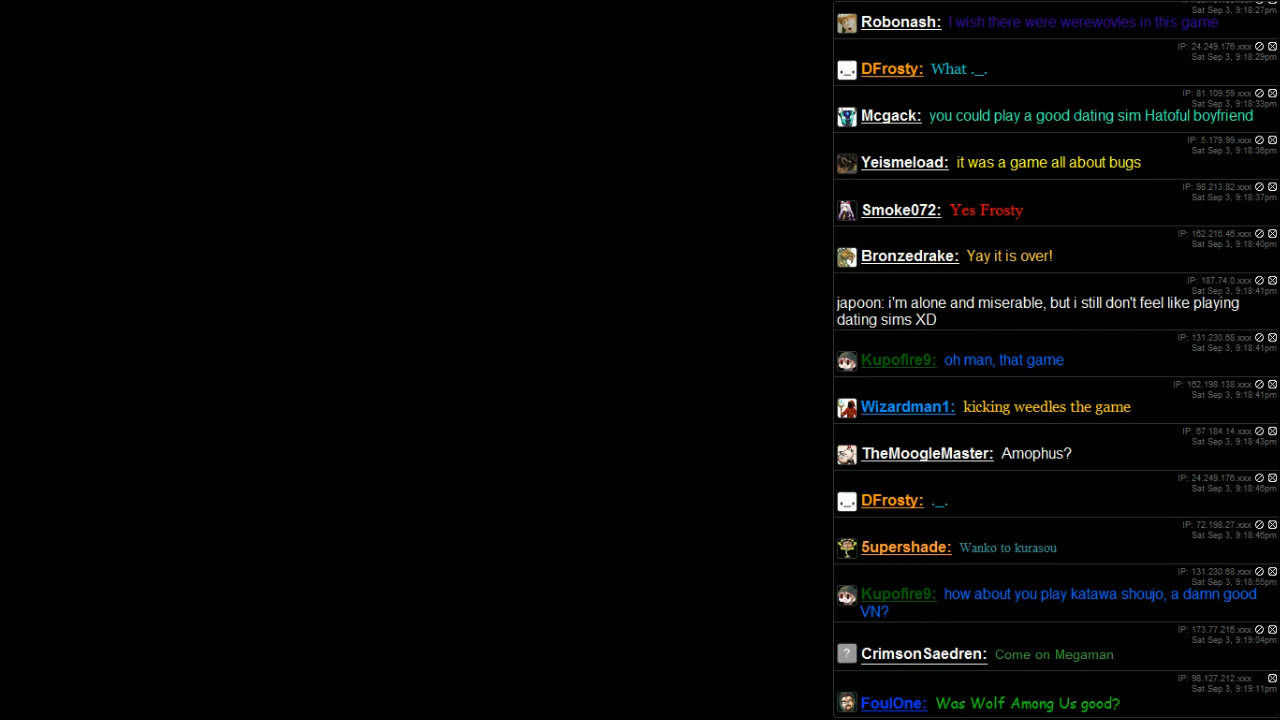 Sat Sep 3, 9:18:27pm
Robonash: I wish there were werewovles in this game
IP: 24.249.176.xxx
Sat Sep 3, 9:18:29pm
DFrosty: What ._.
IP: 81.109.59.xxx
Sat Sep 3, 9:18:33pm
Mcgack: you could play a good dating sim Hatoful boyfriend
IP: 5.179.99.xxx
Sat Sep 3, 9:18:36pm
Yeismeload: it was a game all about bugs
IP: 98.213.82.xxx
Sat Sep 3, 9:18:37pm
Smoke072: Yes Frosty
IP: 162.216.46.xxx
Sat Sep 3, 9:18:40pm
Bronzedrake: Yay it is over!
IP: 187.74.0.xxx
Sat Sep 3, 9:18:41pm
japoon: i'm alone and miserable, but i still don't feel like playing
dating sims XD
IP: 131.230.68.xxx
Sat Sep 3, 9:18:41pm
Kupofire9: oh man, that game
IP: 162.198.138.xxx
Sat Sep 3, 9:18:41pm
Wizardman1: kicking weedles the game
IP: 67.184.14.xxx
Sat Sep 3, 9:18:43pm
TheMoogleMaster: Amophus?
IP: 24.249.176.xxx
Sat Sep 3, 9:18:46pm
DFrosty: ._.
IP: 72.198.27.xxx
Sat Sep 3, 9:18:46pm
5upershade: Wanko to kurasou
IP: 131.230.68.xxx
Sat Sep 3, 9:18:55pm
Kupofire9: how about you play katawa shoujo, a damn good
VN?
IP: 173.77.216.xxx
Sat Sep 3, 9:19:04pm
CrimsonSaedren: Come on Megaman
IP: 98.127.212.xxx
Sat Sep 3, 9:19:11pm
FoulOne: Was Wolf Among Us good?